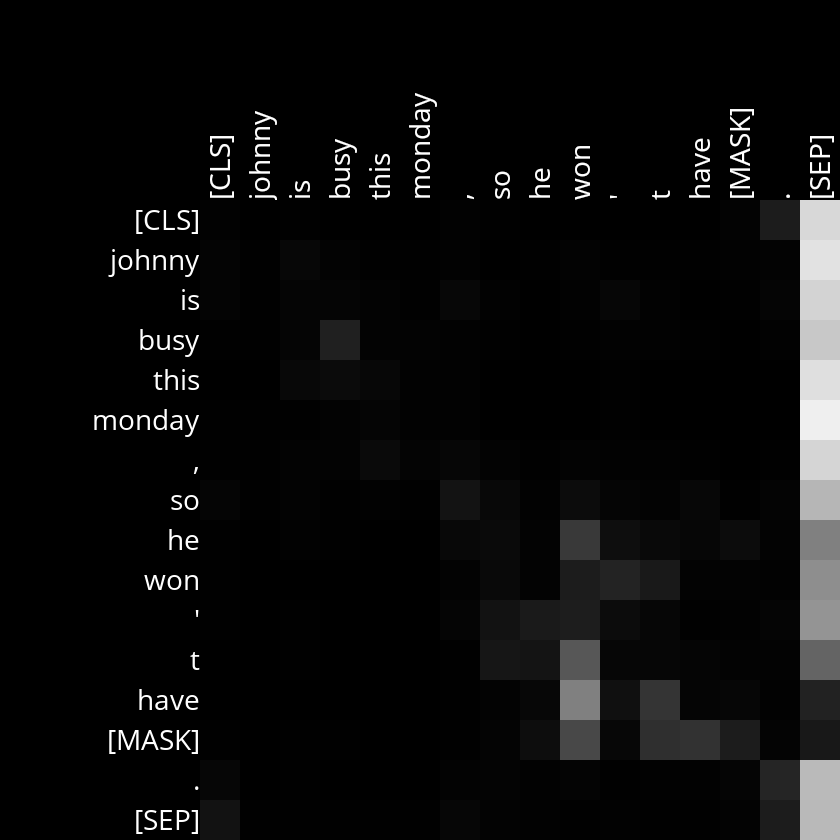 [CLS] johnny is busy this monday , so he won ' t have [MASK] . [SEP]
[CLS]
johnny
is
busy
this
monday
,
so
he
won
'
t
have
[MASK]
.
[SEP]